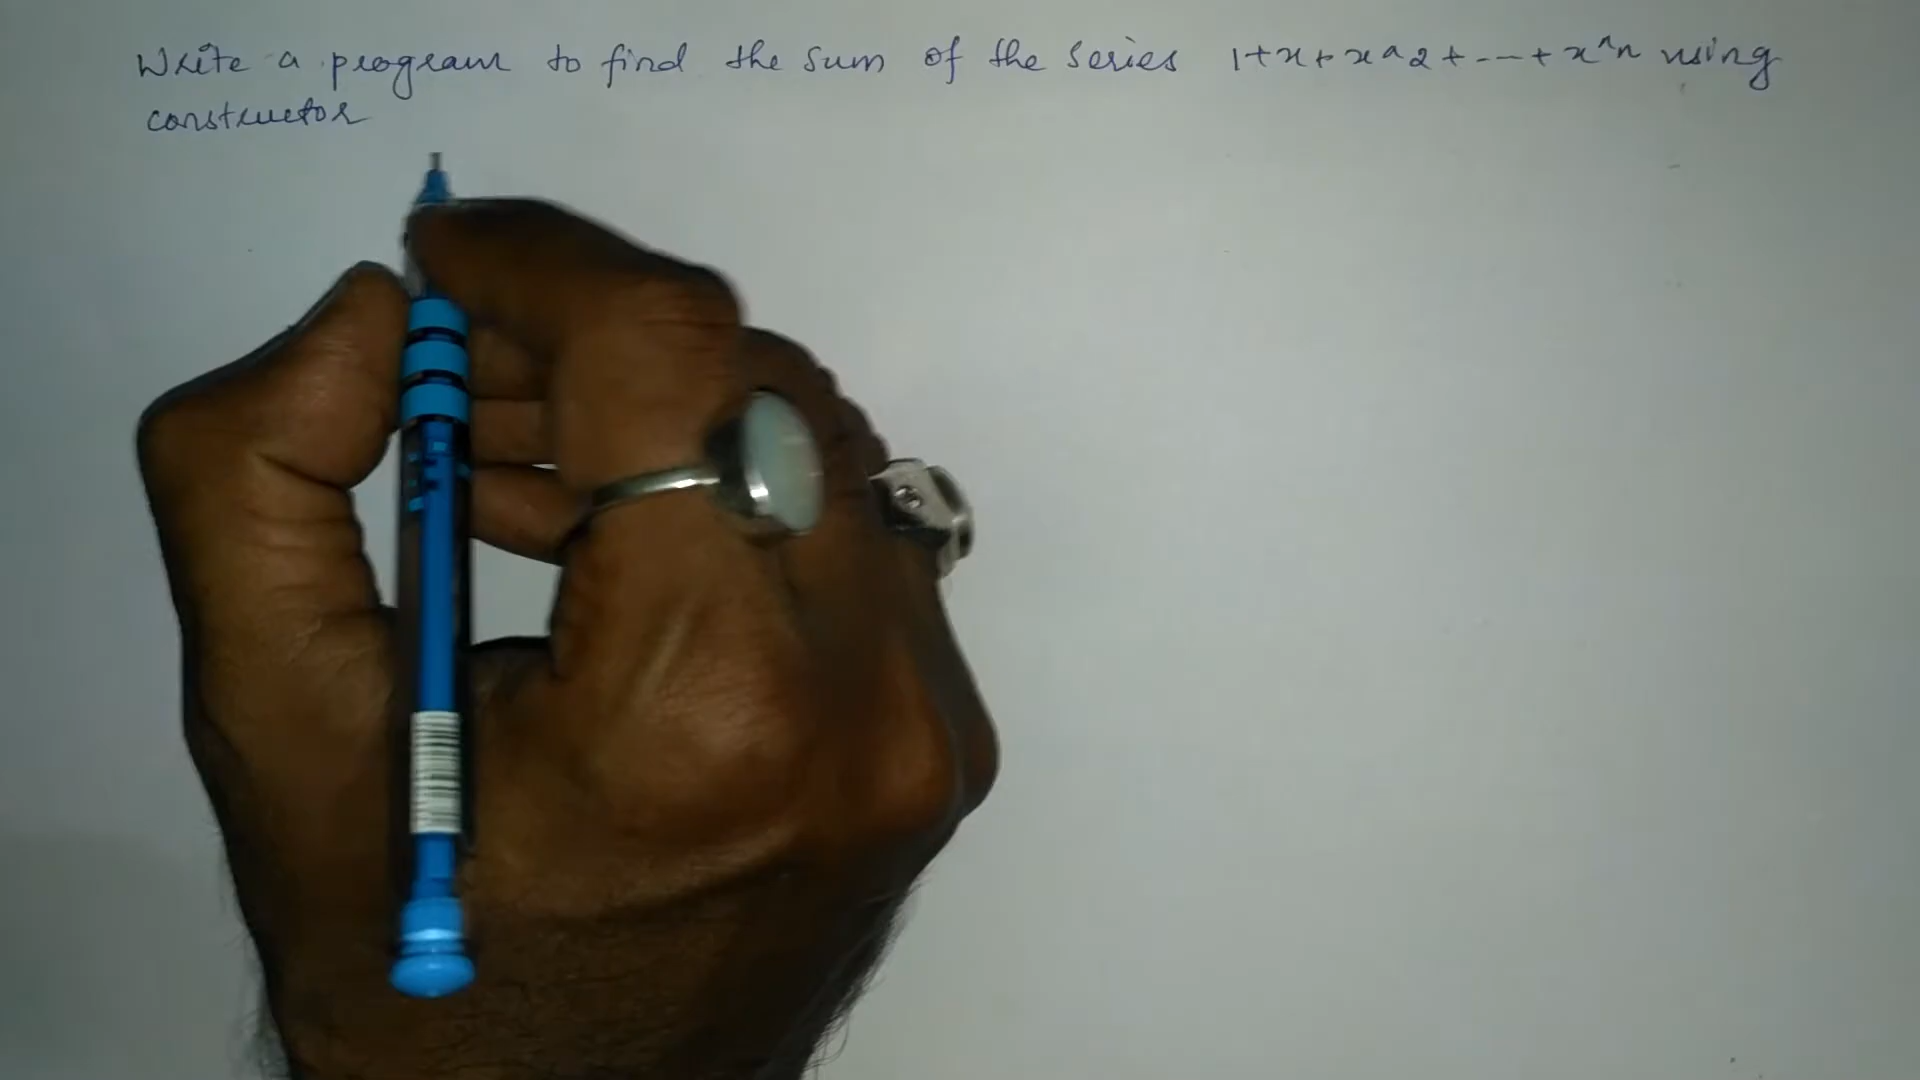 Write a program to find the sum of the series 1+x+x^2+---+x^n using
constructor